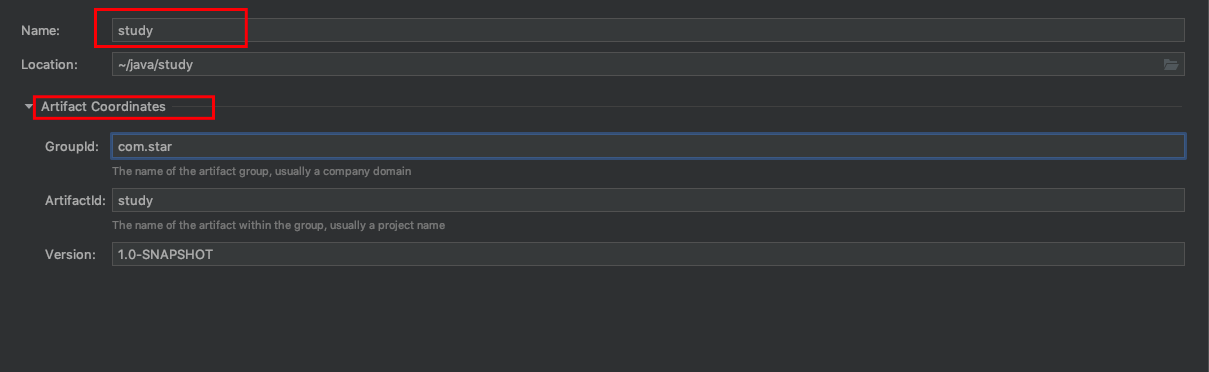 Name: study
Location: ~/java/study
Artifact Coordinates
GroupId: com.star
The name of the artifact group, usually a company domain
ArtifactId: study
The name of the artifact within the group, usually a project name
Version: 1.0-SNAPSHOT